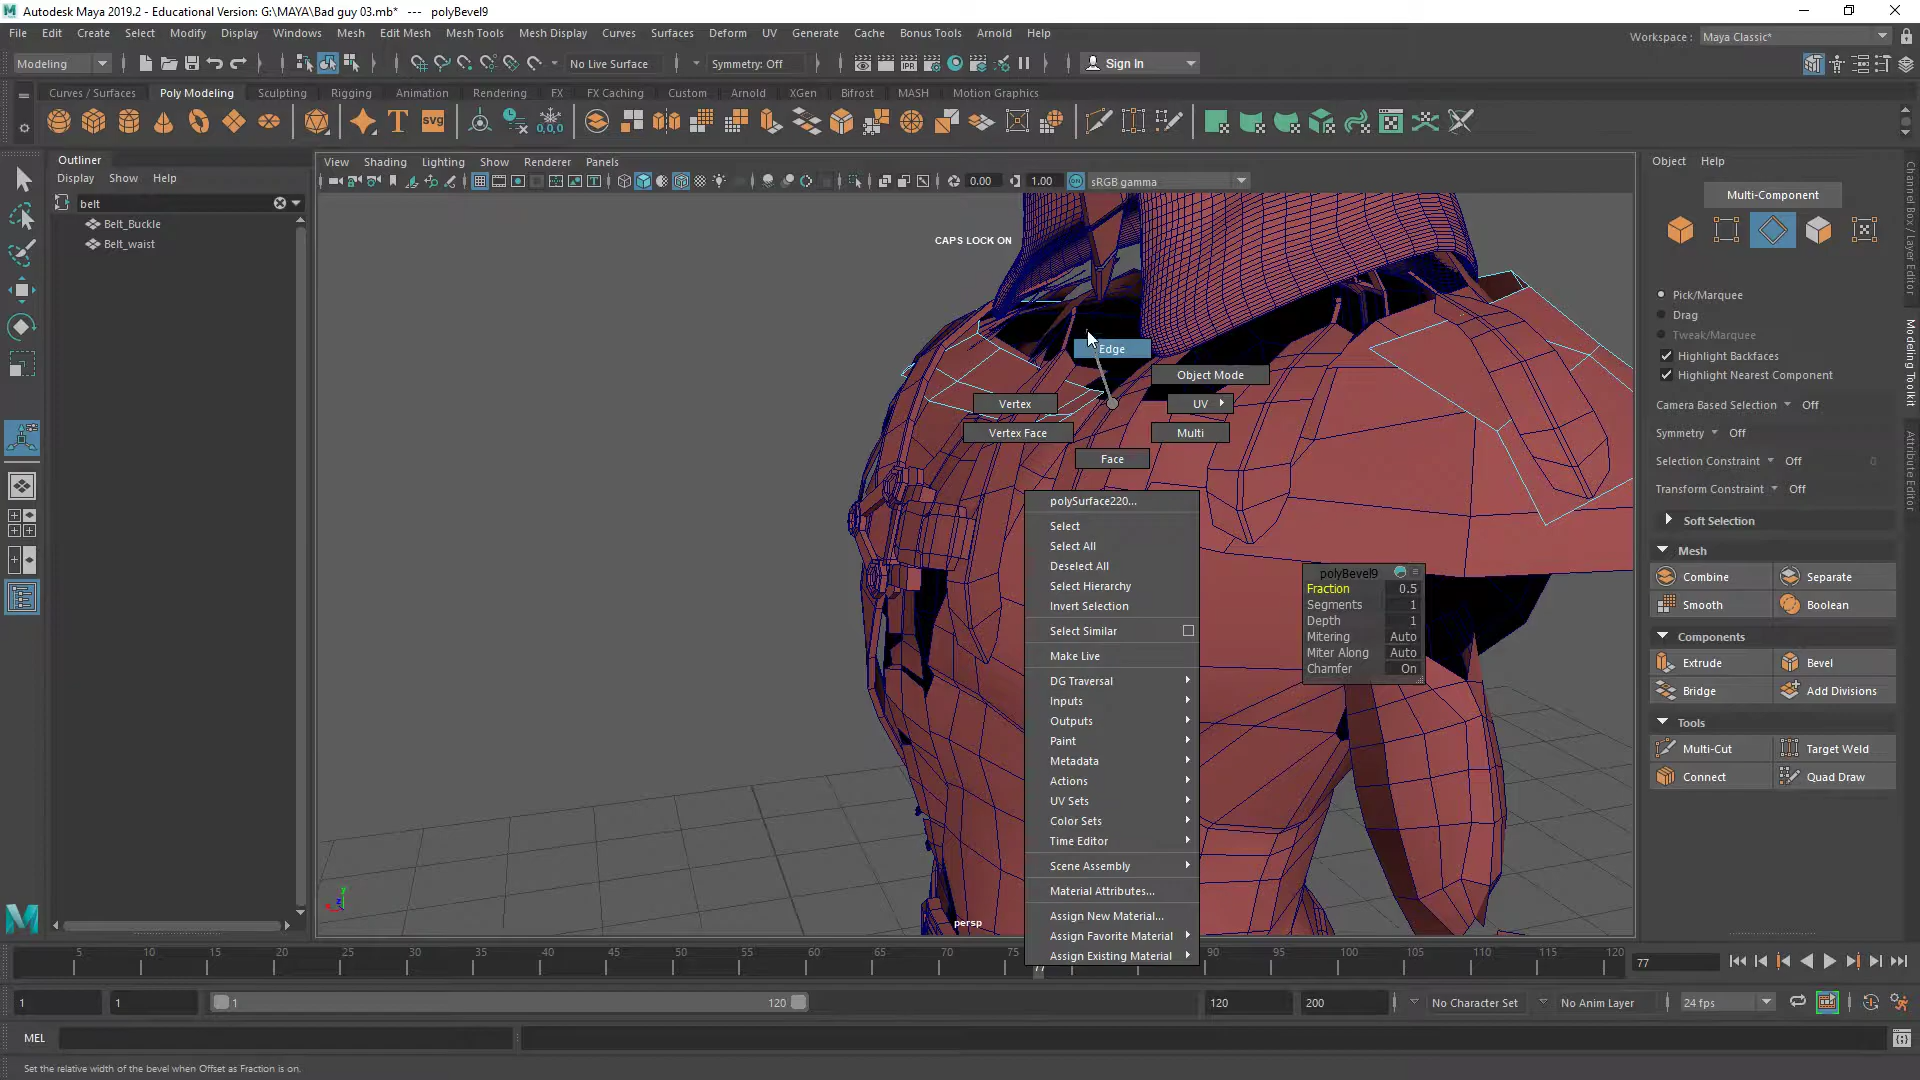 Autodesk Maya 2019.2 - Educational Version: G:\MAYA\Bad guy 03.mb* --- polyBevel9
File Edit Create Select Modify Display Windows Mesh Edit Mesh Mesh Tools Mesh Display Curves Surfaces Deform UV Generate Cache Bonus Tools Arnold Help
Workspace : Maya Classic*
Modeling
No Live Surface
Symmetry: Off
IPR
Sign In
Curves / Surfaces Poly Modeling Sculpting Rigging Animation Rendering FX FX Caching Custom Arnold XGen Bifrost MASH Motion Graphics
T
svg
0,0,0
Outliner
Display Show Help
belt
Belt_Buckle
Belt_waist
View Shading Lighting Show Renderer Panels
0.00
1.00
ON
sRGB gamma
CAPS LOCK ON
Edge
Object Mode
Vertex
UV
Vertex Face
Multi
Face
polySurface220...
Select
Select All
Deselect All
Select Hierarchy
Invert Selection
Select Similar
Make Live
DG Traversal
Inputs
Outputs
Paint
Metadata
Actions
UV Sets
Color Sets
Time Editor
Scene Assembly
Material Attributes...
Assign New Material...
Assign Favorite Material
Assign Existing Material
polyBevel9
Fraction 0.5
Segments 1
Depth 1
Mitering Auto
Miter Along Auto
Chamfer On
y
persp
Object Help
Multi-Component
Pick/Marquee
Drag
Tweak/Marquee
Highlight Backfaces
Highlight Nearest Component
Camera Based Selection Off
Symmetry Off
Selection Constraint Off 0
Transform Constraint Off
Soft Selection
Mesh
Combine Separate
Smooth Boolean
Components
Extrude Bevel
Bridge Add Divisions
Tools
Multi-Cut Target Weld
Connect Quad Draw
Channel Box / Layer Editor
Modeling Toolkit
Attribute Editor
5 10 15 20 25 30 35 40 45 50 55 60 65 70 75 90 95 100 105 110 115 120
77
77
1 1 1 120 120 200
No Character Set
No Anim Layer
24 fps
MEL
Set the relative width of the bevel when Offset as Fraction is on.